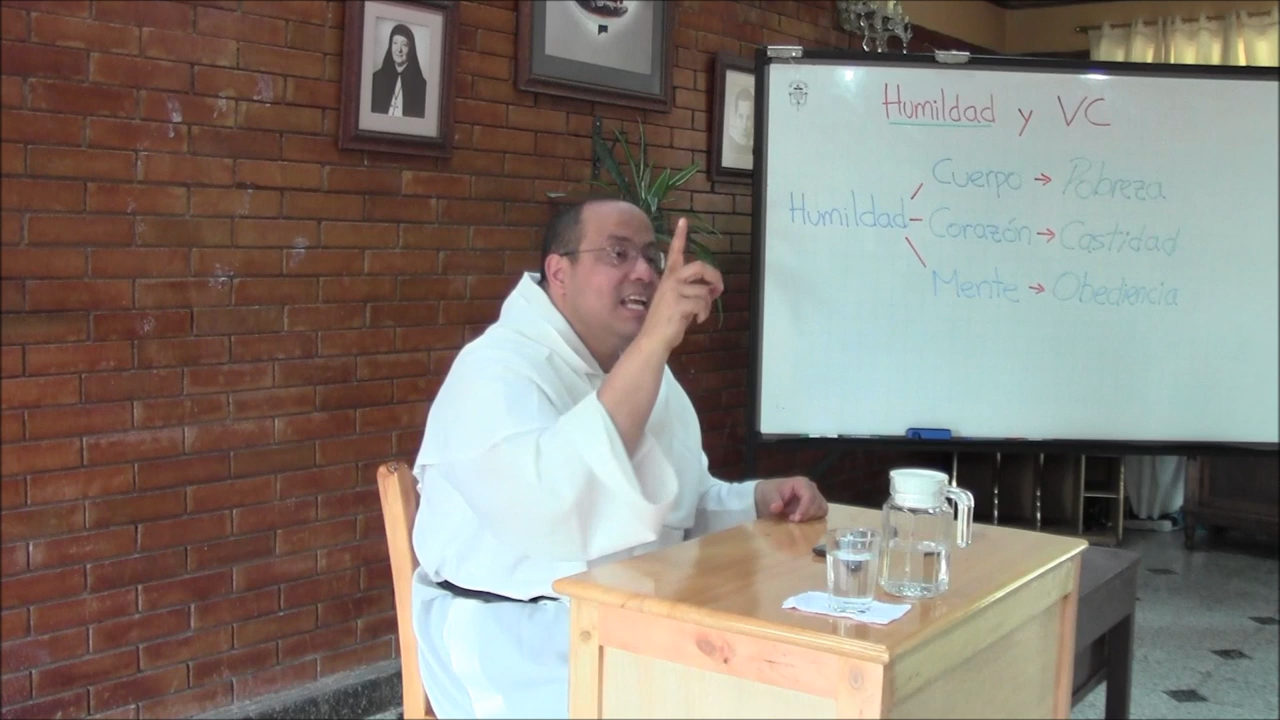 Humildad y VC
Cuerpo → Pobreza
Humildad - Corazón → Castidad
Mente → Obediencia